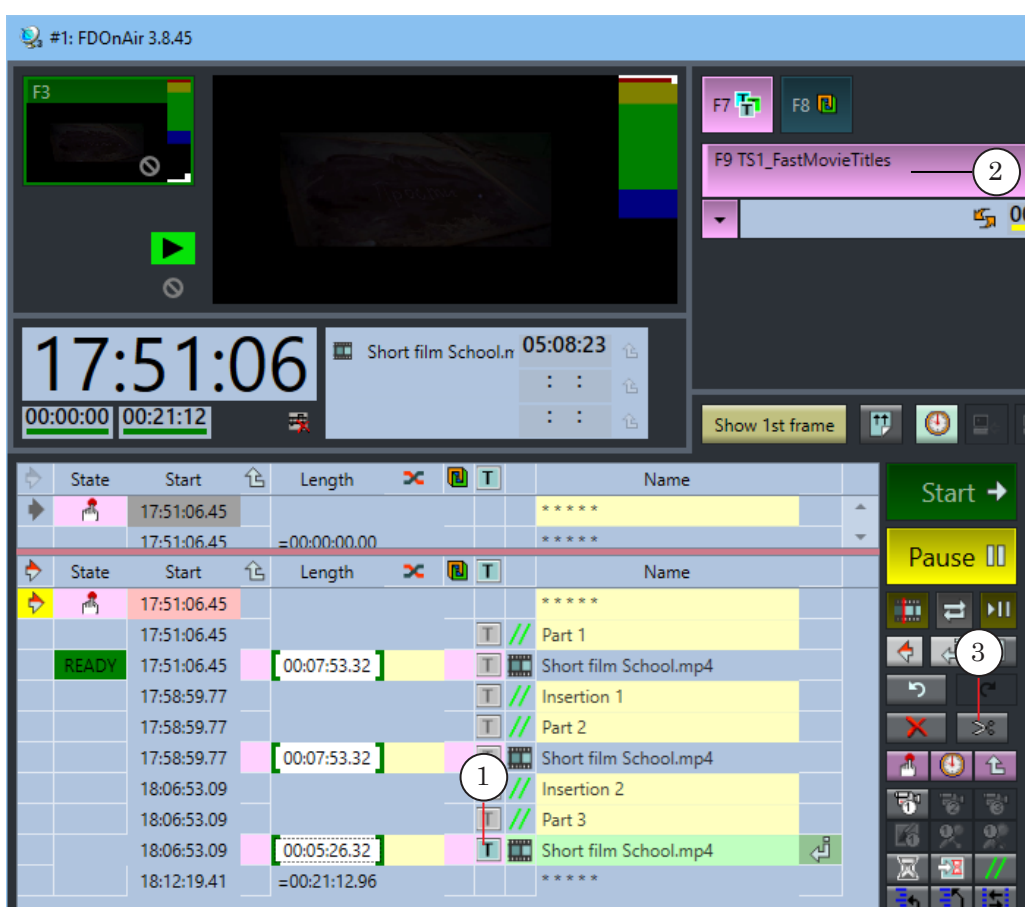 #1: FDOnAir 3.8.45
F3
F7 F8
F9 TS1_FastMovieTitles
2
17:51:06
Short film School.m 05:08:23
: :
: :
00:00:00 00:21:12
Show 1st frame
State Start Length T Name
17:51:06.45 * * * * *
17:51:06.45 =00:00:00.00 * * * * *
State Start Length T Name
17:51:06.45 * * * * *
17:51:06.45 T // Part 1
READY 17:51:06.45 00:07:53.32 T Short film School.mp4
17:58:59.77 T // Insertion 1
17:58:59.77 T // Part 2
17:58:59.77 00:07:53.32 Short film School.mp4
1
18:06:53.09 // Insertion 2
18:06:53.09 T // Part 3
18:06:53.09 00:05:26.32 T Short film School.mp4
18:12:19.41 =00:21:12.96 * * * * *
Start
Pause
3